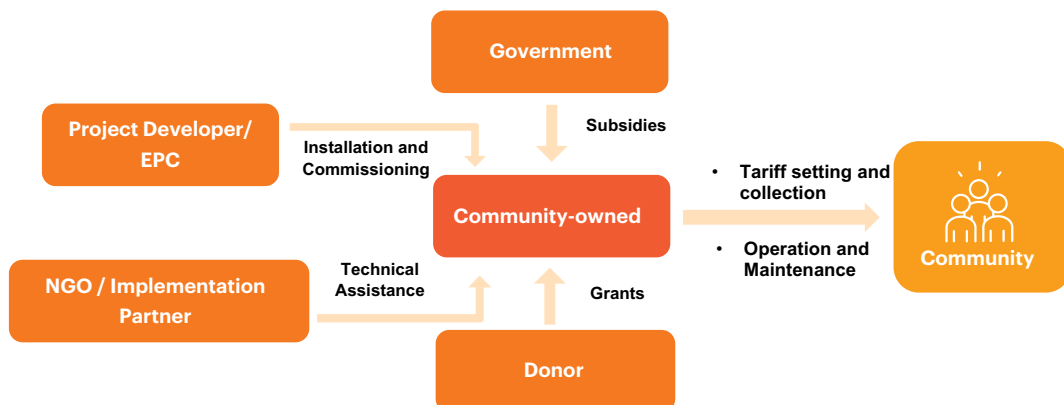 Government
Project Developer/
EPC
Installation and
Commissioning
Subsidies
Community-owned
• Tariff setting and
collection
• Operation and
Maintenance
Community
NGO / Implementation
Partner
Technical
Assistance
Grants
Donor